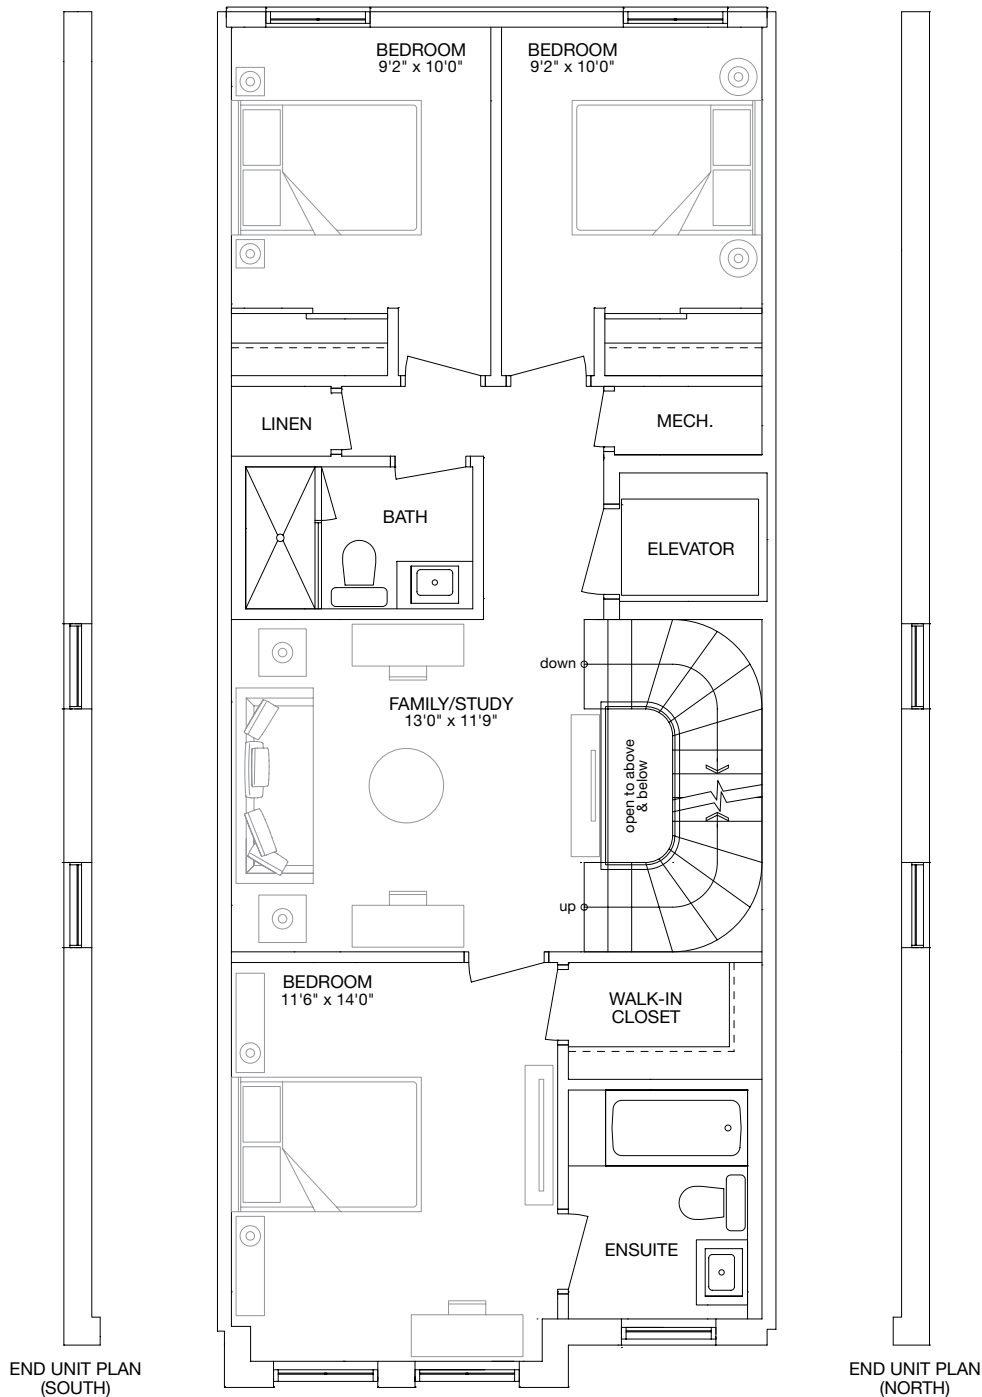 BEDROOM
9'2" x 10'0"
BEDROOM
9'2" x 10'0"
LINEN
MECH.
BATH
ELEVATOR
down
FAMILY/STUDY
13'0" x 11'9"
open to above
& below
up
BEDROOM
11'6" x 14'0"
WALK-IN
CLOSET
ENSUITE
END UNIT PLAN
(SOUTH)
END UNIT PLAN
(NORTH)